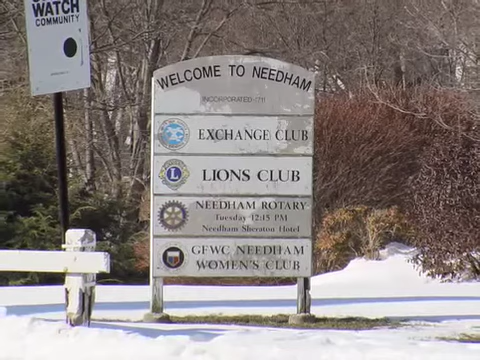 WATCH
COMMUNITY
WELCOME TO NEEDHAM
INCORPORATED 1711
EXCHANGE CLUB
L
LIONS CLUB
NEEDHAM ROTARY
Tuesday 12:15 PM
Needham Sheraton Hotel
GFWC NEEDHAM
WOMEN'S CLUB